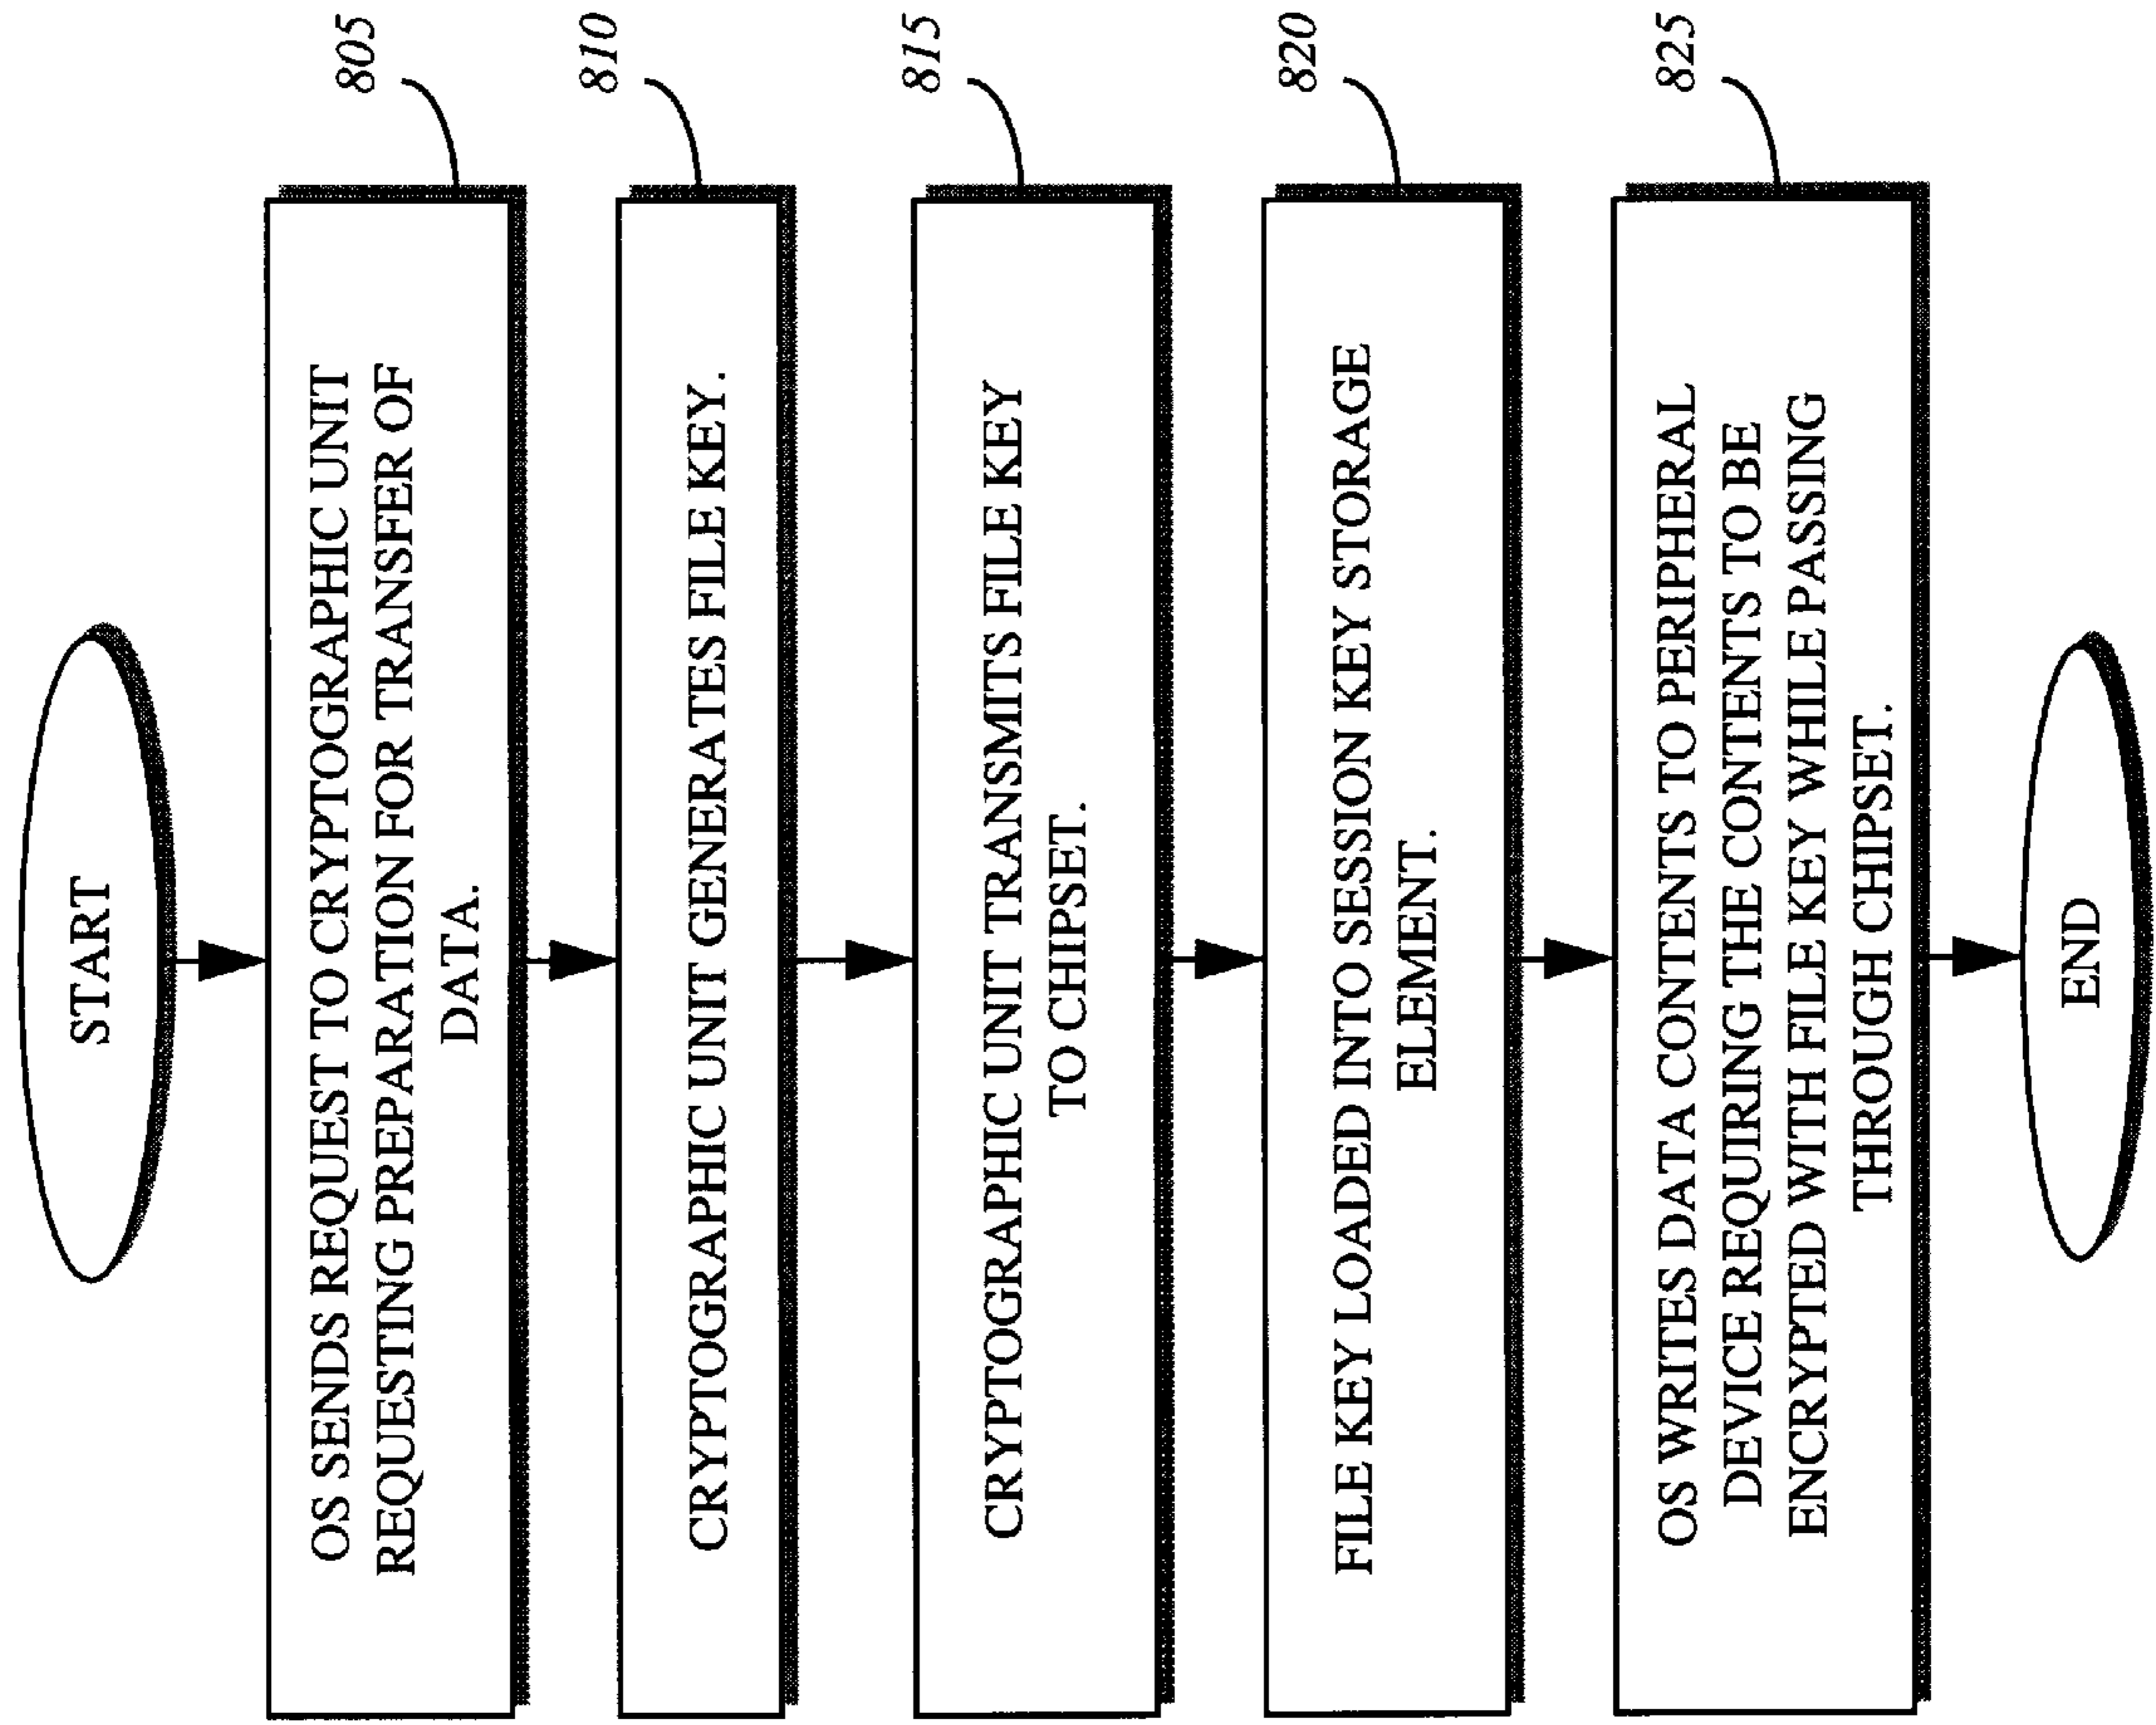 START
805
OS SENDS REQUEST TO CRYPTOGRAPHIC UNIT
REQUESTING PREPARATION FOR TRANSFER OF
DATA.
810
CRYPTOGRAPHIC UNIT GENERATES FILE KEY.
815
CRYPTOGRAPHIC UNIT TRANSMITS FILE KEY
TO CHIPSET.
820
FILE KEY LOADED INTO SESSION KEY STORAGE
ELEMENT.
825
OS WRITES DATA CONTENTS TO PERIPHERAL
DEVICE REQUIRING THE CONTENTS TO BE
ENCRYPTED WITH FILE KEY WHILE PASSING
THROUGH CHIPSET.
END